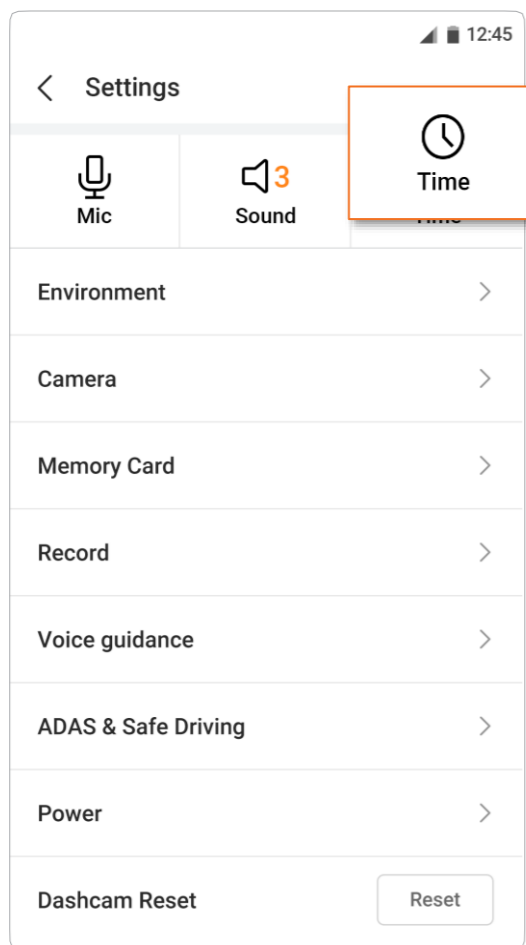 12:45
Settings
Mic
3
Sound
Time
Environment
Camera
Memory Card
Record
Voice guidance
ADAS & Safe Driving
Power
Dashcam Reset
Reset